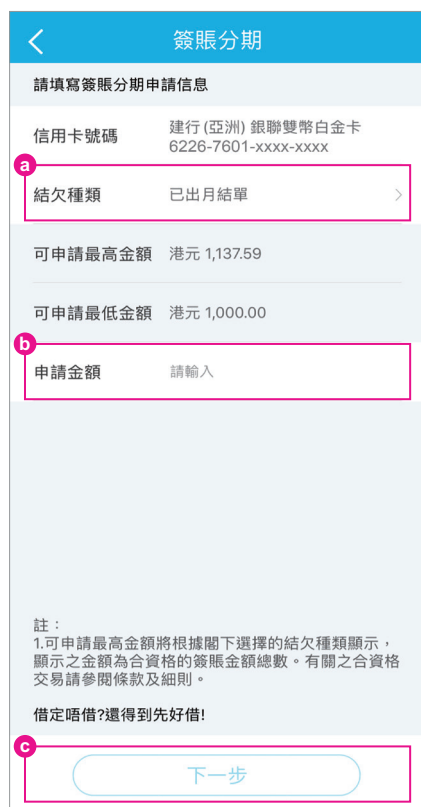 簽賬分期
請填寫簽賬分期申請信息
信用卡號碼 建行(亞洲)銀聯雙幣白金卡
6226-7601-xxxx-xxxx
a
結欠種類 已出月結單
可申請最高金額 港元 1,137.59
可申請最低金額 港元 1,000.00
b
申請金額 請輸入
註：
1.可申請最高金額將根據閣下選擇的結欠種類顯示，
顯示之金額為合資格的簽賬金額總數。有關之合資格
交易請參閱條款及細則。
借定唔借?還得到先好借!
c
下一步